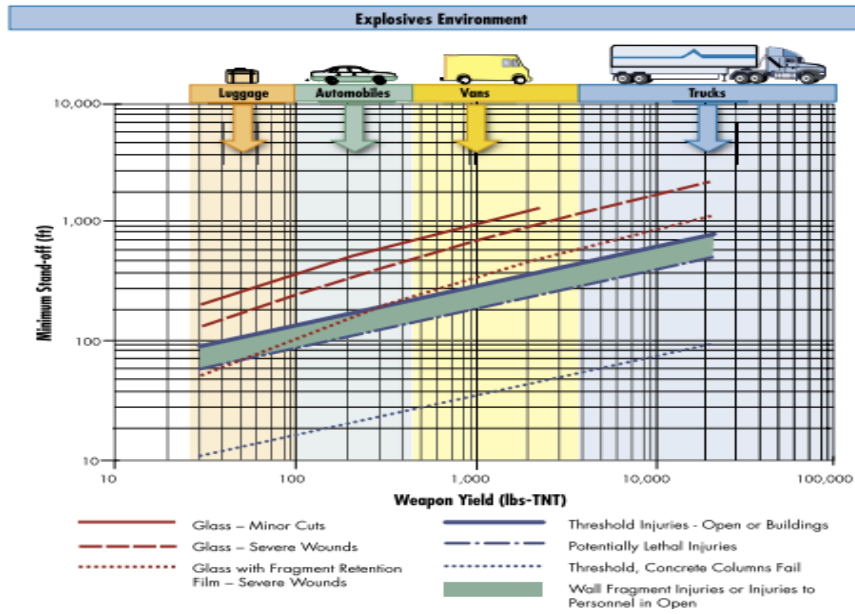 Explosives Environment
Luggage Automobiles Vans Trucks
10,000
1,000
100
10
Minimum Stand-off (ft)
10 100 1,000 10,000 100,000
Weapon Yield (lbs-TNT)
Glass – Minor Cuts
Glass – Severe Wounds
Glass with Fragment Retention
Film – Severe Wounds
Threshold Injuries - Open or Buildings
Potentially Lethal Injuries
Threshold, Concrete Columns Fail
Wall Fragment Injuries or Injuries to
Personnel in Open